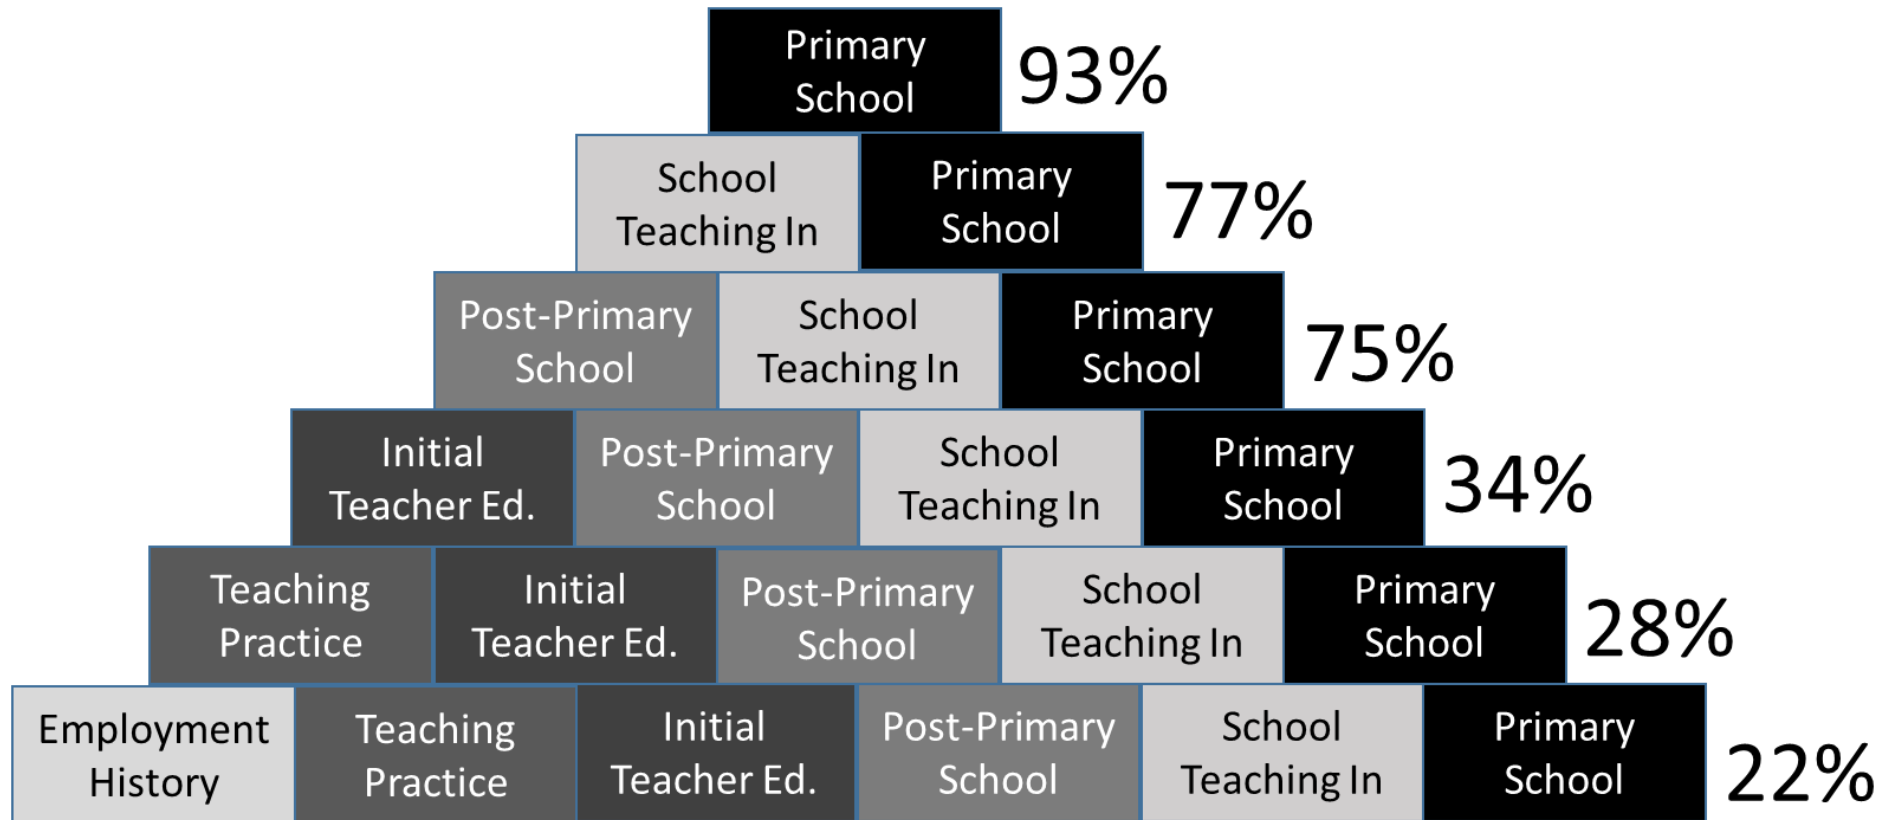 Primary
School
93%
School
Teaching In
Primary
School
77%
Post-Primary
School
School
Teaching In
Primary
School
75%
Initial
Teacher Ed.
Post-Primary
School
School
Teaching In
Primary
School
34%
Teaching
Practice
Initial
Teacher Ed.
Post-Primary
School
School
Teaching In
Primary
School
28%
Employment
History
Teaching
Practice
Initial
Teacher Ed.
Post-Primary
School
School
Teaching In
Primary
School
22%